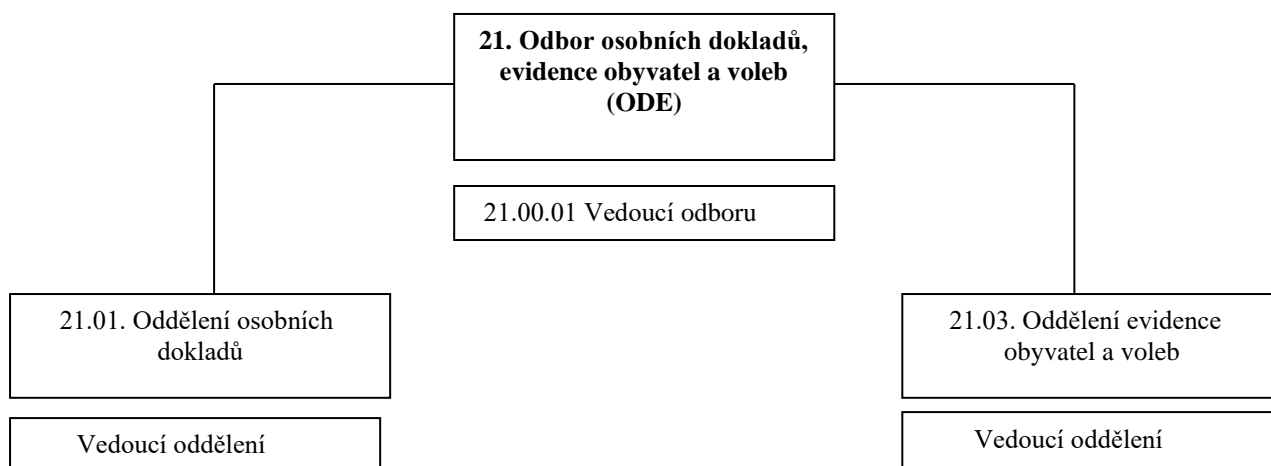 21. Odbor osobních dokladů,
evidence obyvatel a voleb
(ODE)
21.00.01 Vedoucí odboru
21.01. Oddělení osobních
dokladů
Vedoucí oddělení
21.03. Oddělení evidence
obyvatel a voleb
Vedoucí oddělení